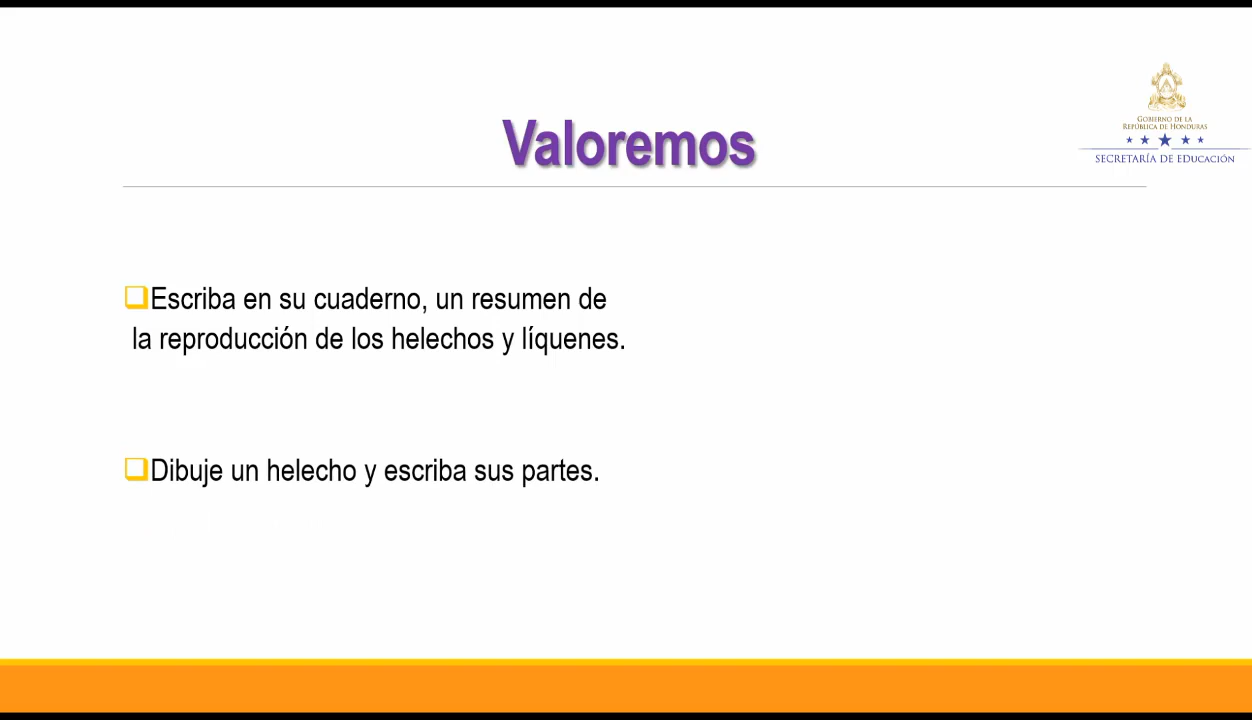 GOBIERNO DE LA
REPÚBLICA DE HONDURAS
SECRETARÍA DE EDUCACIÓN
Valoremos
Escriba en su cuaderno, un resumen de
la reproducción de los helechos y líquenes.
Dibuje un helecho y escriba sus partes.